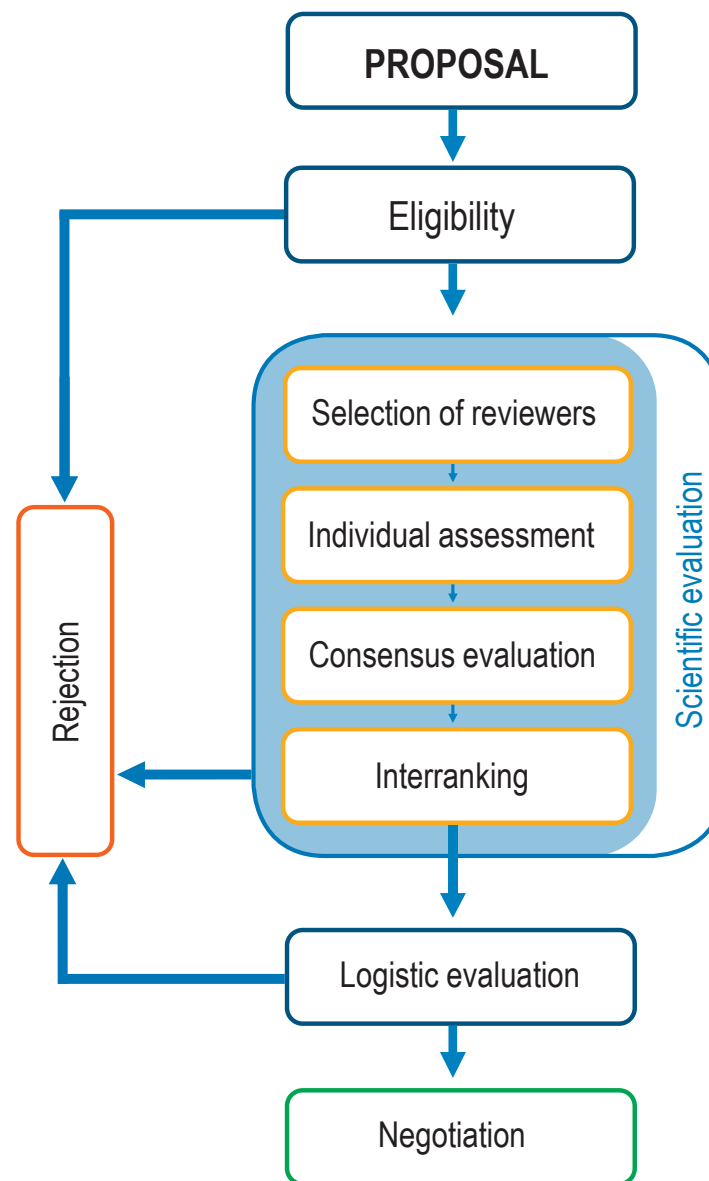 PROPOSAL
Eligibility
Selection of reviewers
Individual assessment
Consensus evaluation
Interranking
Scientific evaluation
Rejection
Logistic evaluation
Negotiation